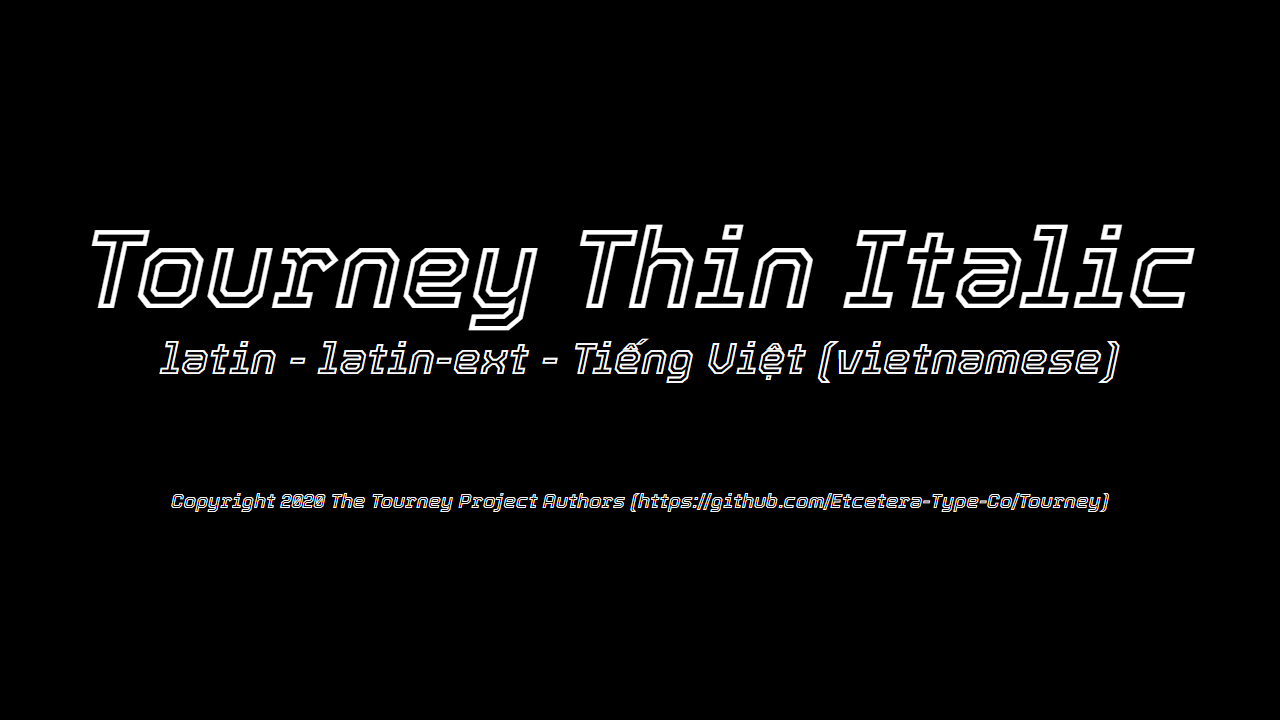 Tourney Thin Italic
latin - latin-ext - Tiếng Việt (vietnamese)
Copyright 2020 The Tourney Project Authors (https://github.com/Etcetera-Type-Co/Tourney)